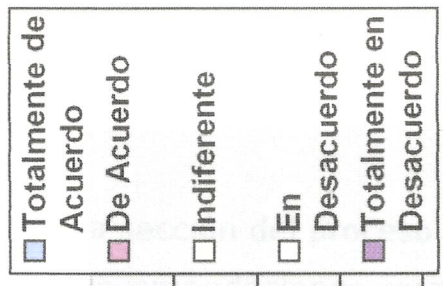 Totalmente de
Acuerdo
De Acuerdo
Indiferente
En
Desacuerdo
Totalmente en
Desacuerdo